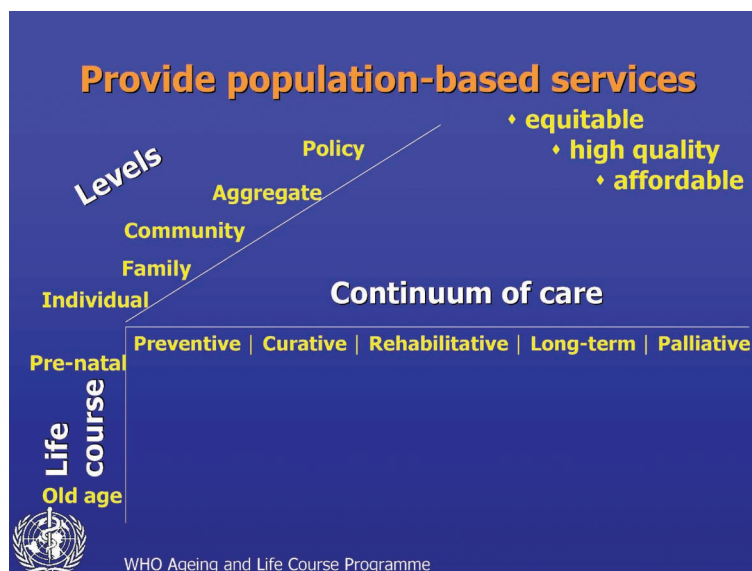 Provide population-based services
♦ equitable
♦ high quality
♦ affordable
Levels
Policy
Aggregate
Community
Family
Individual
Continuum of care
Preventive | Curative | Rehabilitative | Long-term | Palliative
Pre-natal
Life
course
Old age
WHO Ageing and Life Course Programme